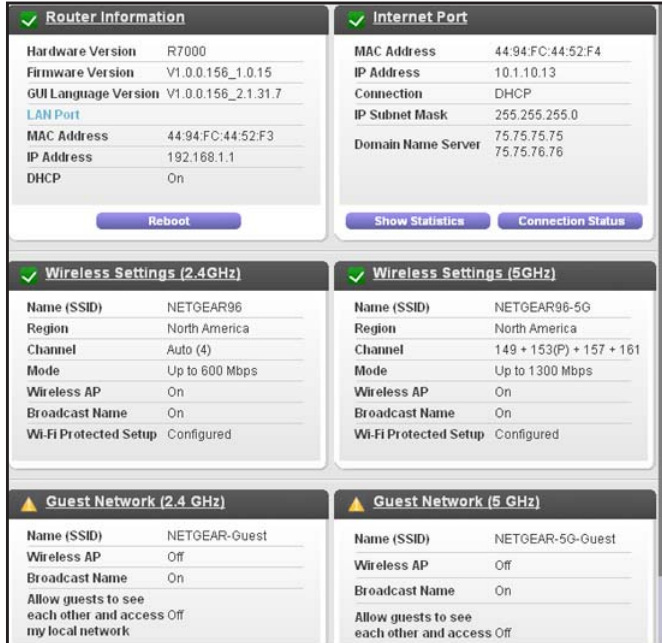 Router Information
Hardware Version R7000
Firmware Version V1.0.0.156_1.0.15
GUI Language Version V1.0.0.156_2.1.31.7
LAN Port
MAC Address 44:94:FC:44:52:F3
IP Address 192.168.1.1
DHCP On
Reboot
Internet Port
MAC Address 44:94:FC:44:52:F4
IP Address 10.1.10.13
Connection DHCP
IP Subnet Mask 255.255.255.0
Domain Name Server 75.75.75.75
75.75.76.76
Show Statistics Connection Status
Wireless Settings (2.4GHz)
Name (SSID) NETGEAR96
Region North America
Channel Auto (4)
Mode Up to 600 Mbps
Wireless AP On
Broadcast Name On
Wi-Fi Protected Setup Configured
Wireless Settings (5GHz)
Name (SSID) NETGEAR96-5G
Region North America
Channel 149 + 153(P) + 157 + 161
Mode Up to 1300 Mbps
Wireless AP On
Broadcast Name On
Wi-Fi Protected Setup Configured
Guest Network (2.4 GHz)
Name (SSID) NETGEAR-Guest
Wireless AP Off
Broadcast Name On
Allow guests to see
each other and access Off
my local network
Guest Network (5 GHz)
Name (SSID) NETGEAR-5G-Guest
Wireless AP Off
Broadcast Name On
Allow guests to see
each other and access Off